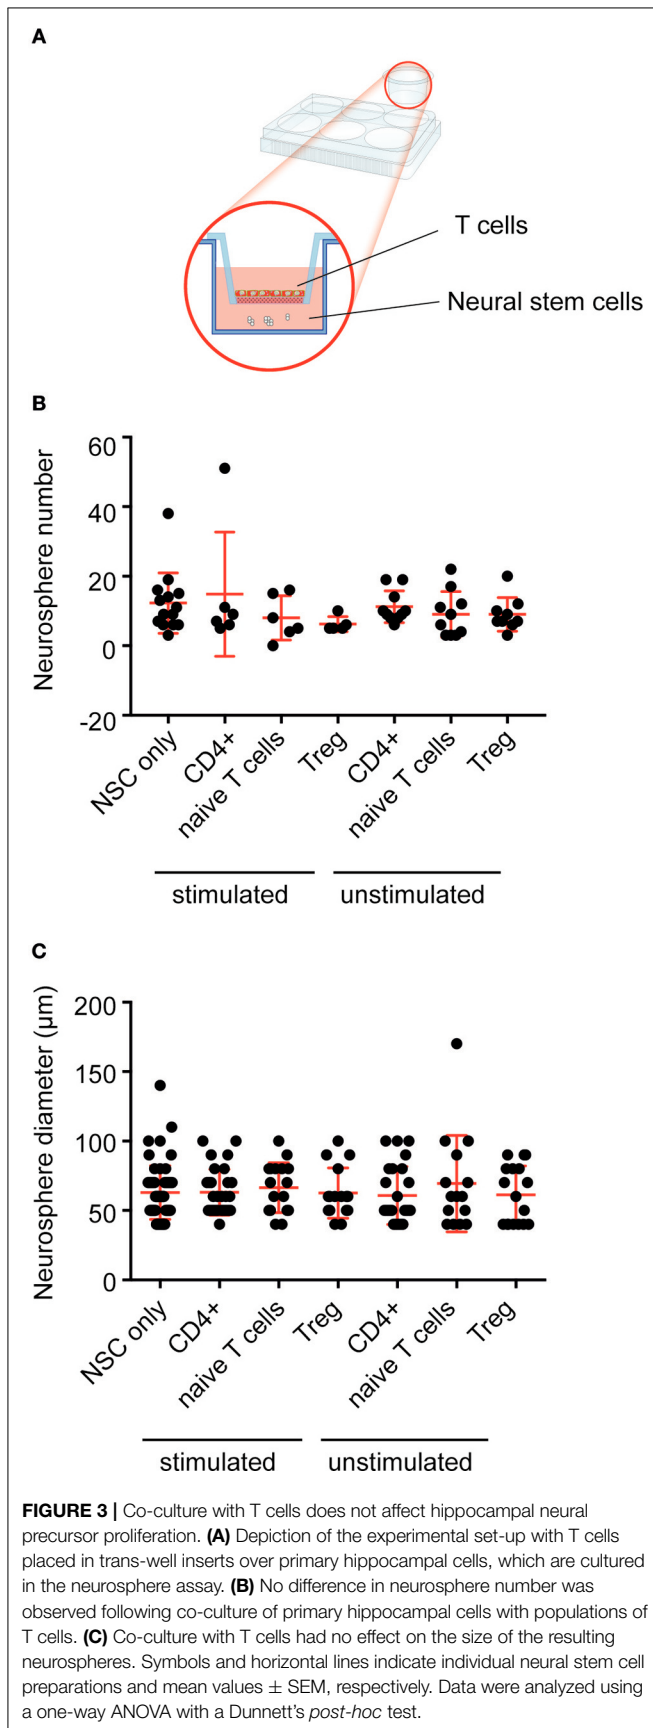 A
T cells
Neural stem cells
B
Neurosphere number
60
40
20
0
-20
NSC only
CD4+
naive T cells
Treg
CD4+
naive T cells
Treg
stimulated
unstimulated
C
Neurosphere diameter (µm)
200
150
100
50
0
NSC only
CD4+
naive T cells
Treg
CD4+
naive T cells
Treg
stimulated
unstimulated
FIGURE 3 | Co-culture with T cells does not affect hippocampal neural
precursor proliferation. (A) Depiction of the experimental set-up with T cells
placed in trans-well inserts over primary hippocampal cells, which are cultured
in the neurosphere assay. (B) No difference in neurosphere number was
observed following co-culture of primary hippocampal cells with populations of
T cells. (C) Co-culture with T cells had no effect on the size of the resulting
neurospheres. Symbols and horizontal lines indicate individual neural stem cell
preparations and mean values ± SEM, respectively. Data were analyzed using
a one-way ANOVA with a Dunnett's post-hoc test.